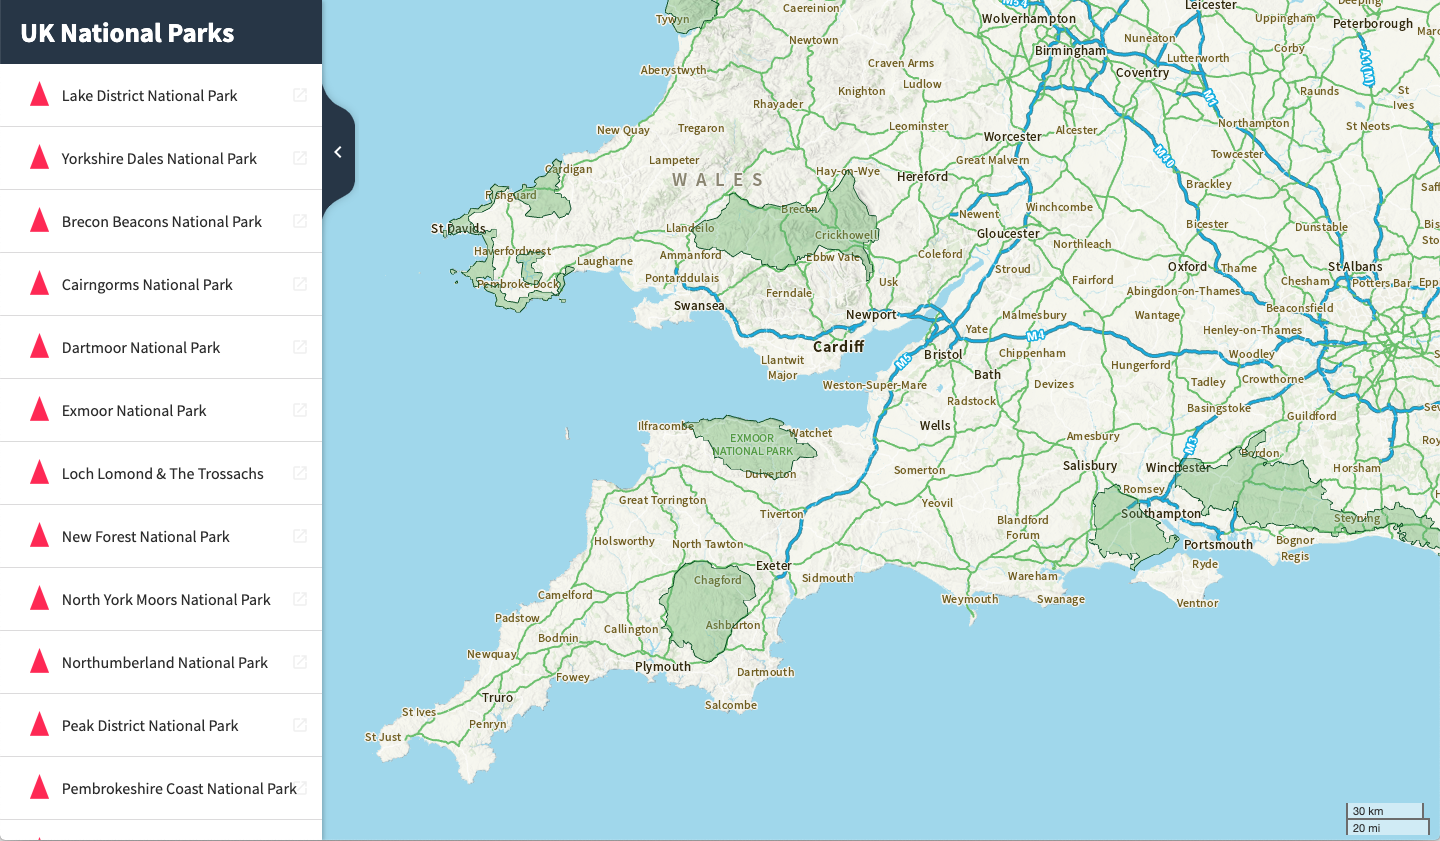 UK National Parks
Lake District National Park
Yorkshire Dales National Park
Brecon Beacons National Park
Cairngorms National Park
Dartmoor National Park
Exmoor National Park
Loch Lomond & The Trossachs
New Forest National Park
North York Moors National Park
Northumberland National Park
Peak District National Park
Pembrokeshire Coast National Park
Tywyn
Caereinion
Wolverhampton
M54
Leicester
Uppingham
Peterborough
Newtown
Birmingham
Nuneaton
Corby
Aberystwyth
Craven Arms
Coventry
Lutterworth
A1(M)
Knighton
Ludlow
M1
Raunds
St
Ives
Rhayader
New Quay
Tregaron
Leominster
Worcester
Alcester
Northampton
St Neots
Lampeter
Great Malvern
M40
Towcester
Cardigan
WALES
Hay-on-Wye
Hereford
Brackley
Fishguard
Brecon
Newent
Winchcombe
St Davids
Llandeilo
Crickhowell
Gloucester
Bicester
Dunstable
Haverfordwest
Laugharne
Ammanford
Ebbw Vale
Coleford
Northleach
Pembroke Dock
Pontarddulais
Usk
Stroud
Fairford
Oxford
Thame
St Albans
Chesham
Potters Bar
Epp
Ferndale
Abingdon-on-Thames
Swansea
Newport
Malmesbury
Wantage
Beaconsfield
Cardiff
Yate
M4
Henley-on-Thames
Llantwit
Major
M5
Bristol
Chippenham
Woodley
Weston-Super-Mare
Bath
Devizes
Hungerford
Tadley
Crowthorne
Radstock
Basingstoke
Guildford
Ilfracombe
EXMOOR
NATIONAL PARK
Watchet
Wells
Amesbury
M3
Bordon
Dulverton
Somerton
Salisbury
Winchester
Horsham
Great Torrington
Yeovil
Romsey
Tiverton
Blandford
Forum
Southampton
Steyning
Holsworthy
North Tawton
Portsmouth
Bognor
Regis
Exeter
Chagford
Sidmouth
Wareham
Ryde
Camelford
Weymouth
Swanage
Ventnor
Padstow
Callington
Ashburton
Bodmin
Newquay
Plymouth
Dartmouth
Fowey
Truro
Salcombe
St Ives
Penryn
St Just
30 km
20 mi